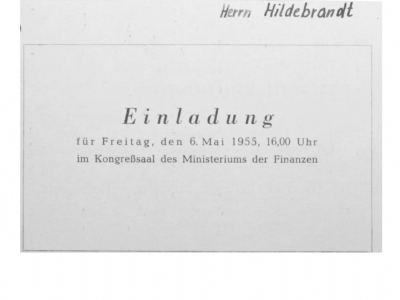 Herrn Hildebrandt
Einladung
für Freitag, den 6. Mai 1955, 16,00 Uhr
im Kongreßsaal des Ministeriums der Finanzen